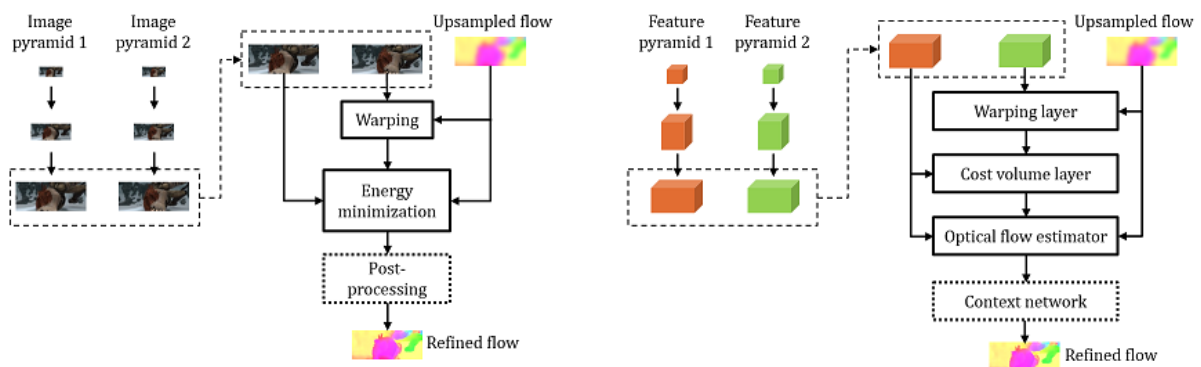 Image
pyramid 1
Image
pyramid 2
Upsampled flow
Warping
Energy
minimization
Post-
processing
Refined flow
Feature
pyramid 1
Feature
pyramid 2
Upsampled flow
Warping layer
Cost volume layer
Optical flow estimator
Context network
Refined flow